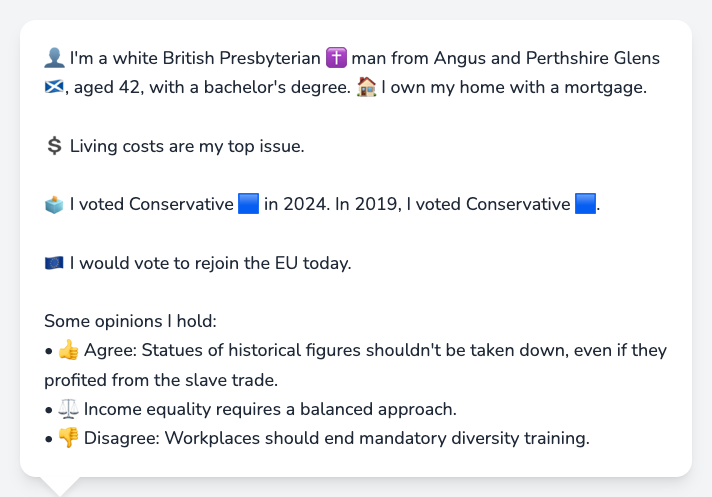 👤 I'm a white British Presbyterian ✝️ man from Angus and Perthshire Glens
🏴󠁧󠁢󠁳󠁣󠁴󠁿, aged 42, with a bachelor's degree. 🏠 I own my home with a mortgage.
💲 Living costs are my top issue.
🗳️ I voted Conservative 🟦 in 2024. In 2019, I voted Conservative 🟦.
🇪🇺 I would vote to rejoin the EU today.
Some opinions I hold:
• 👍 Agree: Statues of historical figures shouldn't be taken down, even if they
profited from the slave trade.
• ⚖️ Income equality requires a balanced approach.
• 👎 Disagree: Workplaces should end mandatory diversity training.